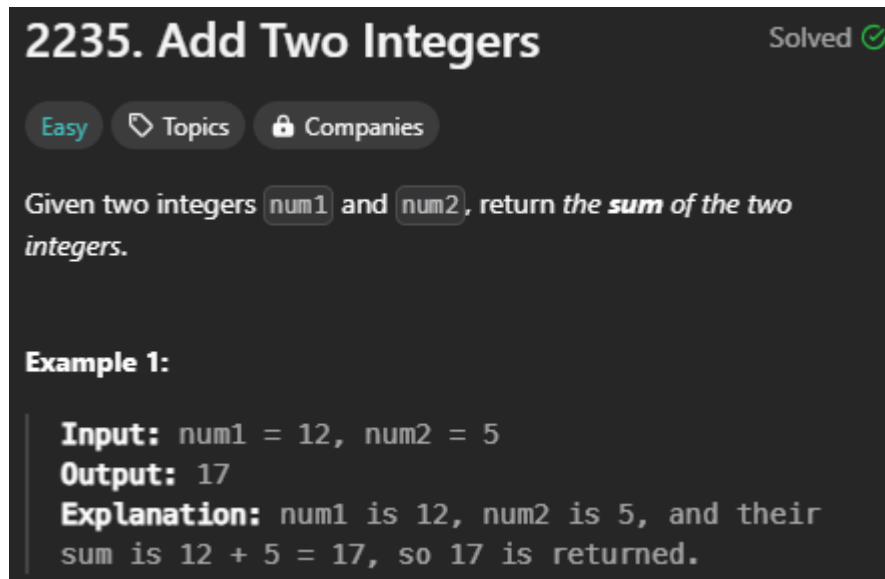 2235. Add Two Integers Solved
Easy Topics Companies
Given two integers num1 and num2, return the sum of the two
integers.
Example 1:
Input: num1 = 12, num2 = 5
Output: 17
Explanation: num1 is 12, num2 is 5, and their
sum is 12 + 5 = 17, so 17 is returned.